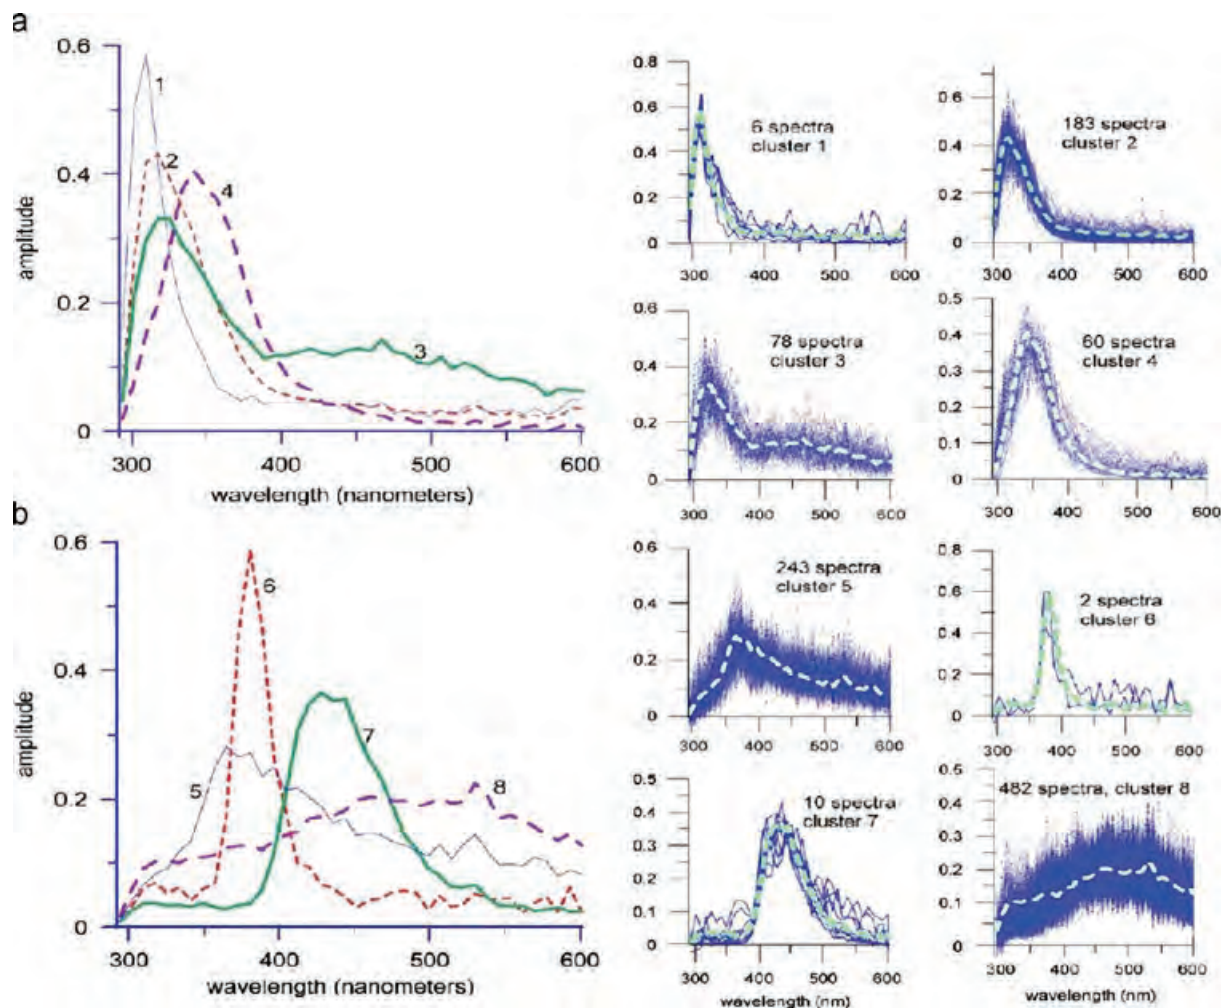 a
0.6
0.4
0.2
0
amplitude
1
2
4
3
300
400
500
600
wavelength (nanometers)
0.8
0.6
0.4
0.2
0
6 spectra
cluster 1
300 400 500 600
0.6
0.4
0.2
0
183 spectra
cluster 2
300 400 500 600
0.6
0.4
0.2
0
78 spectra
cluster 3
300 400 500 600
0.5
0.4
0.3
0.2
0.1
0
60 spectra
cluster 4
300 400 500 600
b
0.6
0.4
0.2
0
amplitude
5
6
7
8
300
400
500
600
wavelength (nanometers)
0.6
0.4
0.2
0
243 spectra
cluster 5
300 400 500 600
0.8
0.6
0.4
0.2
0
2 spectra
cluster 6
300 400 500 600
0.5
0.4
0.3
0.2
0.1
0
10 spectra
cluster 7
300 400 500 600
wavelength (nm)
0.5
0.4
0.3
0.2
0.1
0
482 spectra, cluster 8
300 400 500 600
wavelength (nm)